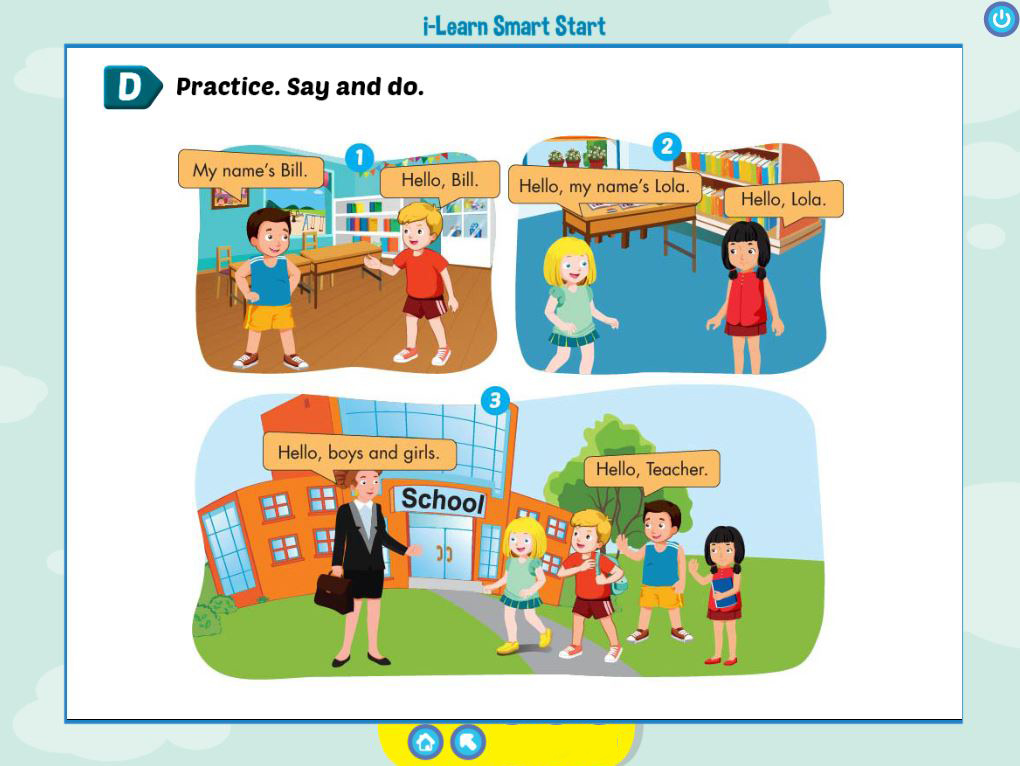 i-Learn Smart Start
D Practice. Say and do.
1
My name's Bill.
Hello, Bill.
2
Hello, my name's Lola.
Hello, Lola.
3
Hello, boys and girls.
Hello, Teacher.
School